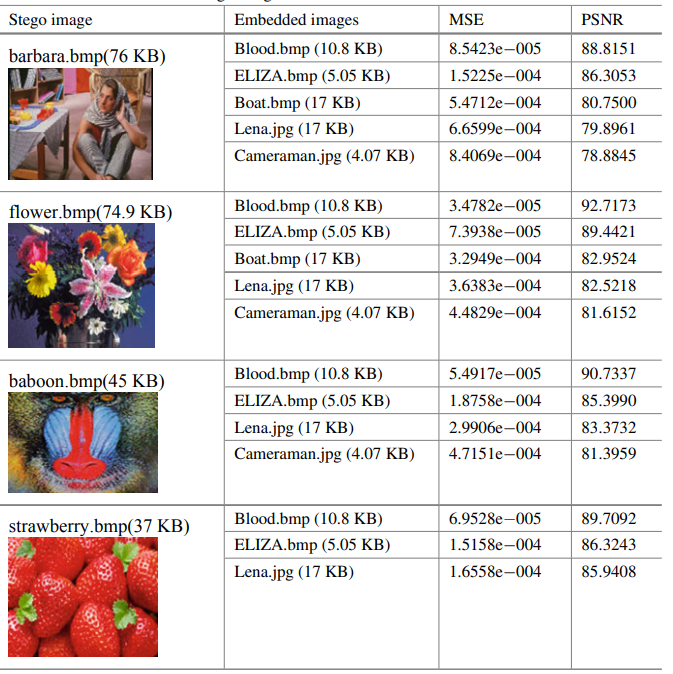 Stego image Embedded images MSE PSNR
barbara.bmp(76 KB) Blood.bmp (10.8 KB) 8.5423e−005 88.8151
ELIZA.bmp (5.05 KB) 1.5225e−004 86.3053
Boat.bmp (17 KB) 5.4712e−004 80.7500
Lena.jpg (17 KB) 6.6599e−004 79.8961
Cameraman.jpg (4.07 KB) 8.4069e−004 78.8845
flower.bmp(74.9 KB) Blood.bmp (10.8 KB) 3.4782e−005 92.7173
ELIZA.bmp (5.05 KB) 7.3938e−005 89.4421
Boat.bmp (17 KB) 3.2949e−004 82.9524
Lena.jpg (17 KB) 3.6383e−004 82.5218
Cameraman.jpg (4.07 KB) 4.4829e−004 81.6152
baboon.bmp(45 KB) Blood.bmp (10.8 KB) 5.4917e−005 90.7337
ELIZA.bmp (5.05 KB) 1.8758e−004 85.3990
Lena.jpg (17 KB) 2.9906e−004 83.3732
Cameraman.jpg (4.07 KB) 4.7151e−004 81.3959
strawberry.bmp(37 KB) Blood.bmp (10.8 KB) 6.9528e−005 89.7092
ELIZA.bmp (5.05 KB) 1.5158e−004 86.3243
Lena.jpg (17 KB) 1.6558e−004 85.9408